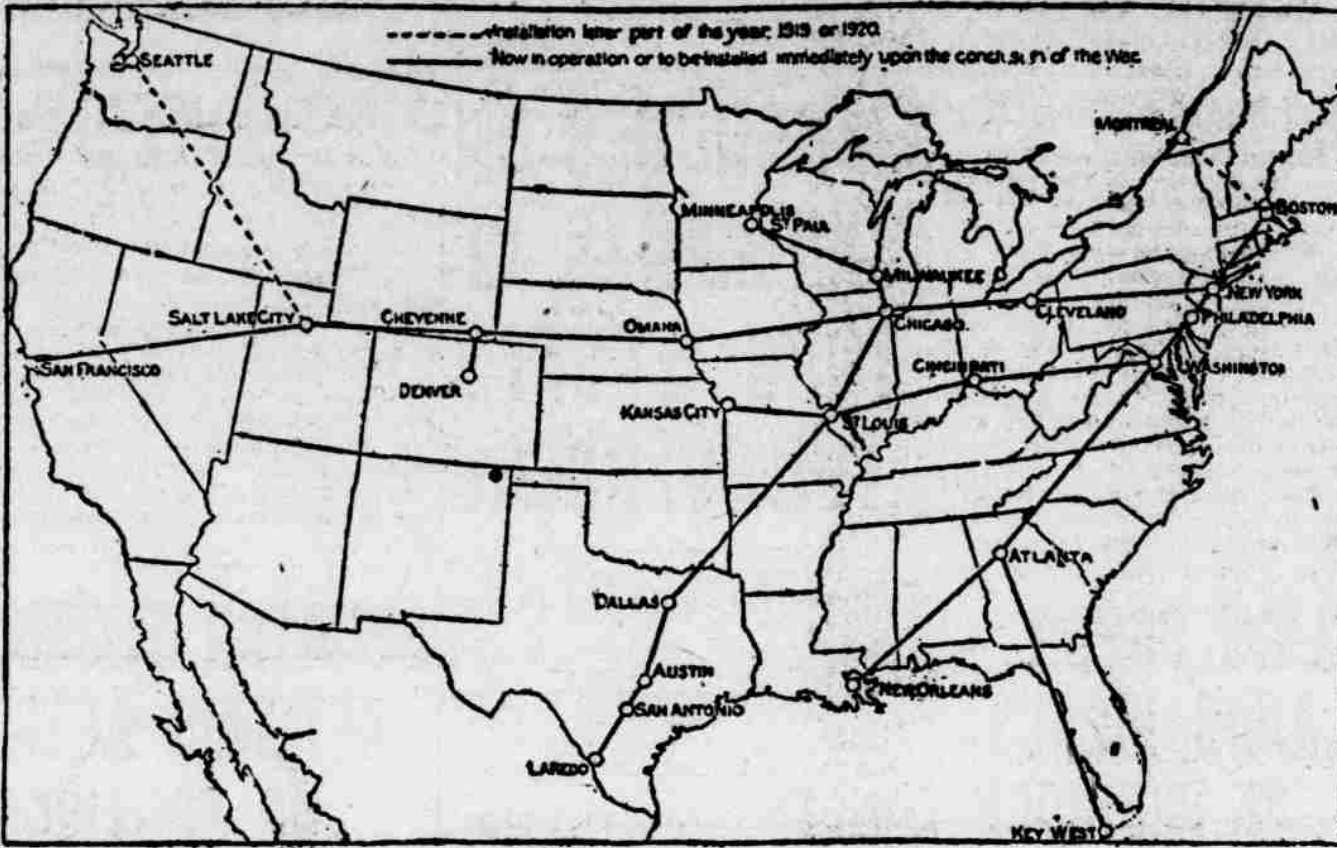 Installation later part of the year 1919 or 1920.
Now in operation or to be installed immediately upon the of the War.
SEATTLE
MONTREAL
MINNEAPOLIS
ST PAUL
BOSTON
MILWAUKEE
SALT LAKE CITY
CHEYENNE
OMAHA
CHICAGO.
CLEVELAND
NEW YORK
PHILADELPHIA
SAN FRANCISCO
DENVER
CINCINNATI
WASHINGTON
KANSAS CITY
ST LOUIS
ATLANTA
DALLAS
AUSTIN
NEW ORLEANS
SAN ANTONIO
LAREDO
KEY WEST